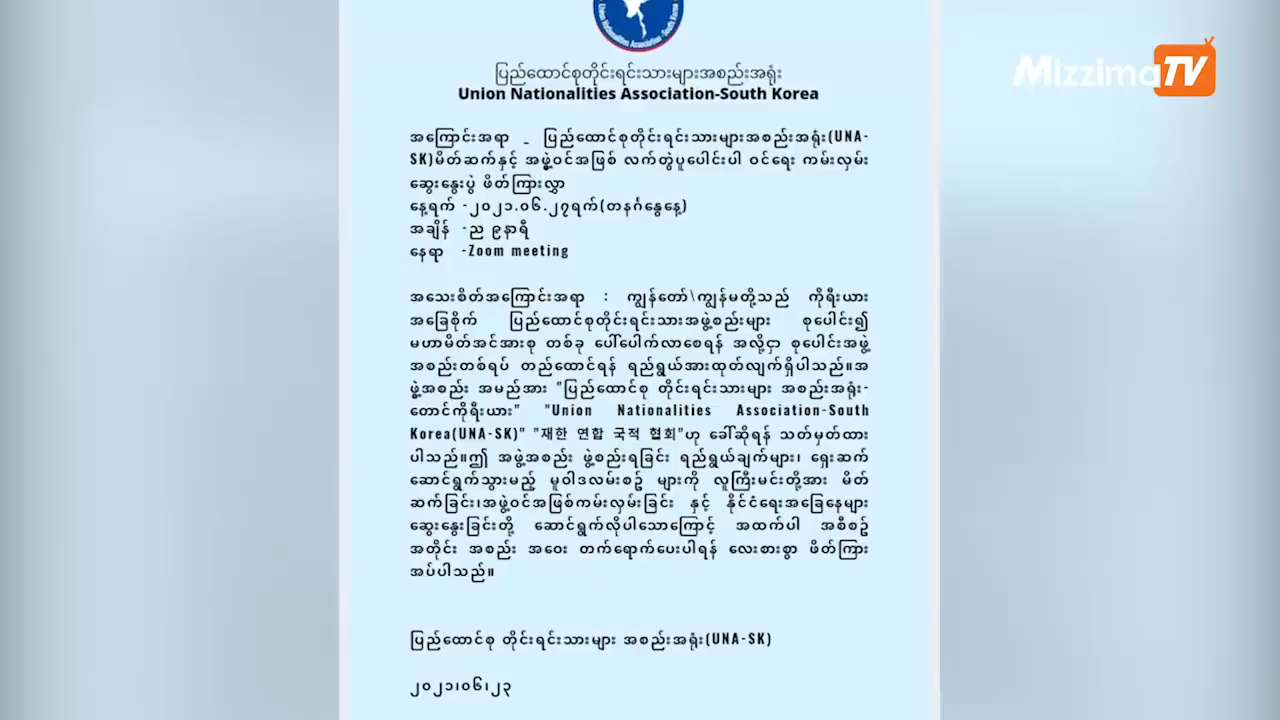 Union Nationalities Association - South Korea
Mizzima TV
ပြည်ထောင်စုတိုင်းရင်းသားများအစည်းအရုံး
Union Nationalities Association-South Korea
အကြောင်းအရာ _ ပြည်ထောင်စုတိုင်းရင်းသားများအစည်းအရုံး(UNA-
SK)မိတ်ဆက်နှင့် အဖွဲ့ဝင်အဖြစ် လက်တွဲပူပေါင်းပါ ဝင်ရေး ကမ်းလှမ်း
ဆွေးနွေးပွဲ ဖိတ်ကြားလွှာ
နေ့ရက် -၂၀၂၁.၀၆.၂၇ရက်(တနင်္ဂနွေနေ့)
အချိန် -ည ၉နာရီ
နေရာ -Zoom meeting
အသေးစိတ်အကြောင်းအရာ : ကျွန်တော်\ကျွန်မတို့သည် ကိုရီးယား
အခြေစိုက် ပြည်ထောင်စုတိုင်းရင်းသားအဖွဲ့စည်းများ စုပေါင်း၍
မဟာမိတ်အင်အားစု တစ်ခု ပေါ်ပေါက်လာစေရန် အလို့ငှာ စုပေါင်းအဖွဲ့
အစည်းတစ်ရပ် တည်ထောင်ရန် ရည်ရွယ်အားထုတ်လျက်ရှိပါသည်။အ
ဖွဲ့အစည်း အမည်အား "ပြည်ထောင်စု တိုင်းရင်းသားများ အစည်းအရုံး-
တောင်ကိုရီးယား" "Union Nationalities Association-South
Korea(UNA-SK)" "재한 연합 국적 협회"ဟု ခေါ်ဆိုရန် သတ်မှတ်ထား
ပါသည်။ဤ အဖွဲ့အစည်း ဖွဲ့စည်းရခြင်း ရည်ရွယ်ချက်များ၊ ရှေးဆက်
ဆောင်ရွက်သွားမည့် မူဝါဒလမ်းစဥ် များကို လူကြီးမင်းတို့အား မိတ်
ဆက်ခြင်း၊အဖွဲ့ဝင်အဖြစ်ကမ်းလှမ်းခြင်း နှင့် နိုင်ငံရေးအခြေနေများ
ဆွေးနွေးခြင်းတို့ ဆောင်ရွက်လိုပါသောကြောင့် အထက်ပါ အစီစဥ်
အတိုင်း အစည်း အဝေး တက်ရောက်ပေးပါရန် လေးစားစွာ ဖိတ်ကြား
အပ်ပါသည်။
ပြည်ထောင်စု တိုင်းရင်းသားများ အစည်းအရုံး(UNA-SK)
၂၀၂၁၊၀၆၊၂၃